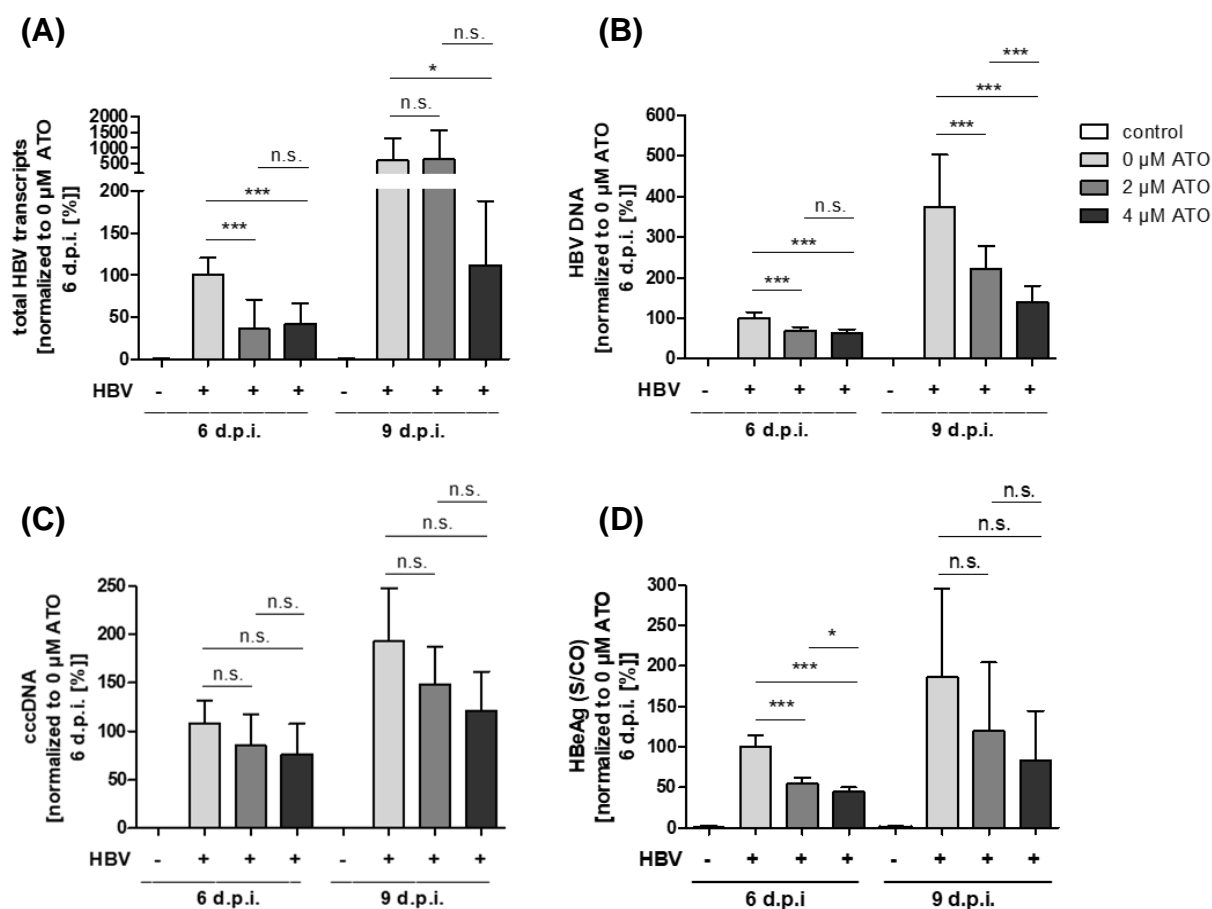 (A)
n.s.
*
n.s.
n.s.
***
***
total HBV transcripts
[normalized to 0 µM ATO
6 d.p.i. [%]]
2000
1500
1000
500
200
150
100
50
0
HBV - + + + - + + +
6 d.p.i. 9 d.p.i.
(B)
***
***
***
n.s.
***
***
HBV DNA
[normalized to 0 µM ATO
6 d.p.i. [%]]
600
500
400
300
200
100
0
HBV - + + + - + + +
6 d.p.i. 9 d.p.i.
control
0 µM ATO
2 µM ATO
4 µM ATO
(C)
n.s.
n.s.
n.s.
n.s.
n.s.
n.s.
cccDNA
[normalized to 0 µM ATO
6 d.p.i. [%]]
250
200
150
100
50
0
HBV - + + + - + + +
6 d.p.i. 9 d.p.i.
(D)
n.s.
n.s.
n.s.
*
***
***
HBeAg (S/CO)
[normalized to 0 µM ATO
6 d.p.i. [%]]
300
250
200
150
100
50
0
HBV - + + + - + + +
6 d.p.i 9 d.p.i.